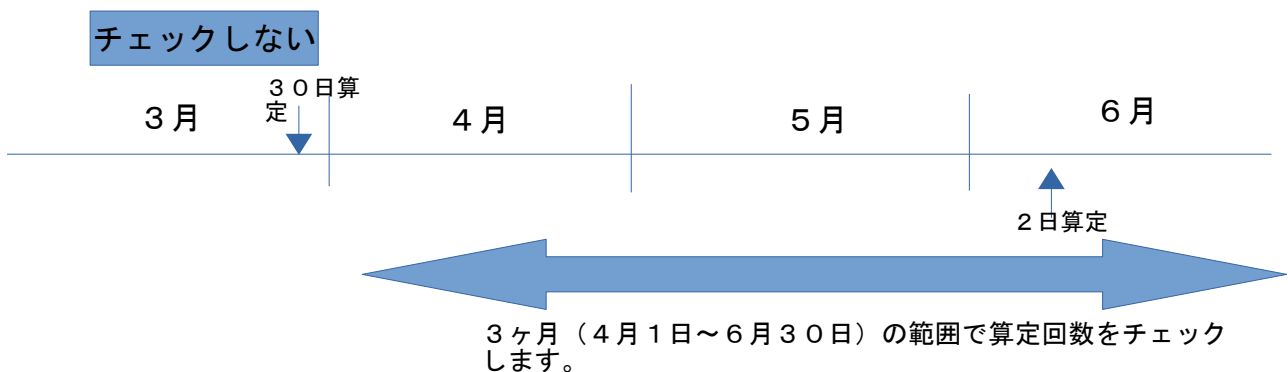 チェックしない
３０日算
定
３月
４月
５月
６月
２日算定
３ヶ月（４月１日～６月３０日）の範囲で算定回数をチェック
します。